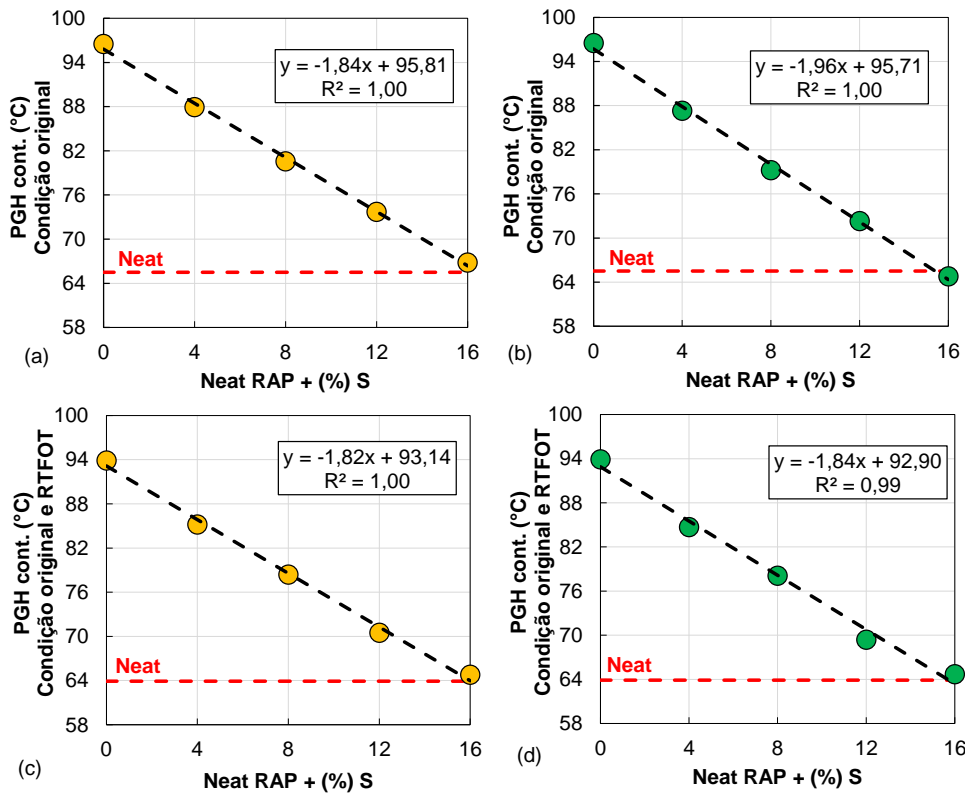 100
94
88
82
76
70
64
58
PGH cont. (°C)
Condição original
y = -1,84x + 95,81
R² = 1,00
Neat
0 4 8 12 16
(a)
Neat RAP + (%) S
100
94
88
82
76
70
64
58
PGH cont. (°C)
Condição original
y = -1,96x + 95,71
R² = 1,00
Neat
0 4 8 12 16
(b)
Neat RAP + (%) S
100
94
88
82
76
70
64
58
PGH cont. (°C)
Condição original e RTFOT
y = -1,82x + 93,14
R² = 1,00
Neat
0 4 8 12 16
(c)
Neat RAP + (%) S
100
94
88
82
76
70
64
58
PGH cont. (°C)
Condição original e RTFOT
y = -1,84x + 92,90
R² = 0,99
Neat
0 4 8 12 16
(d)
Neat RAP + (%) S